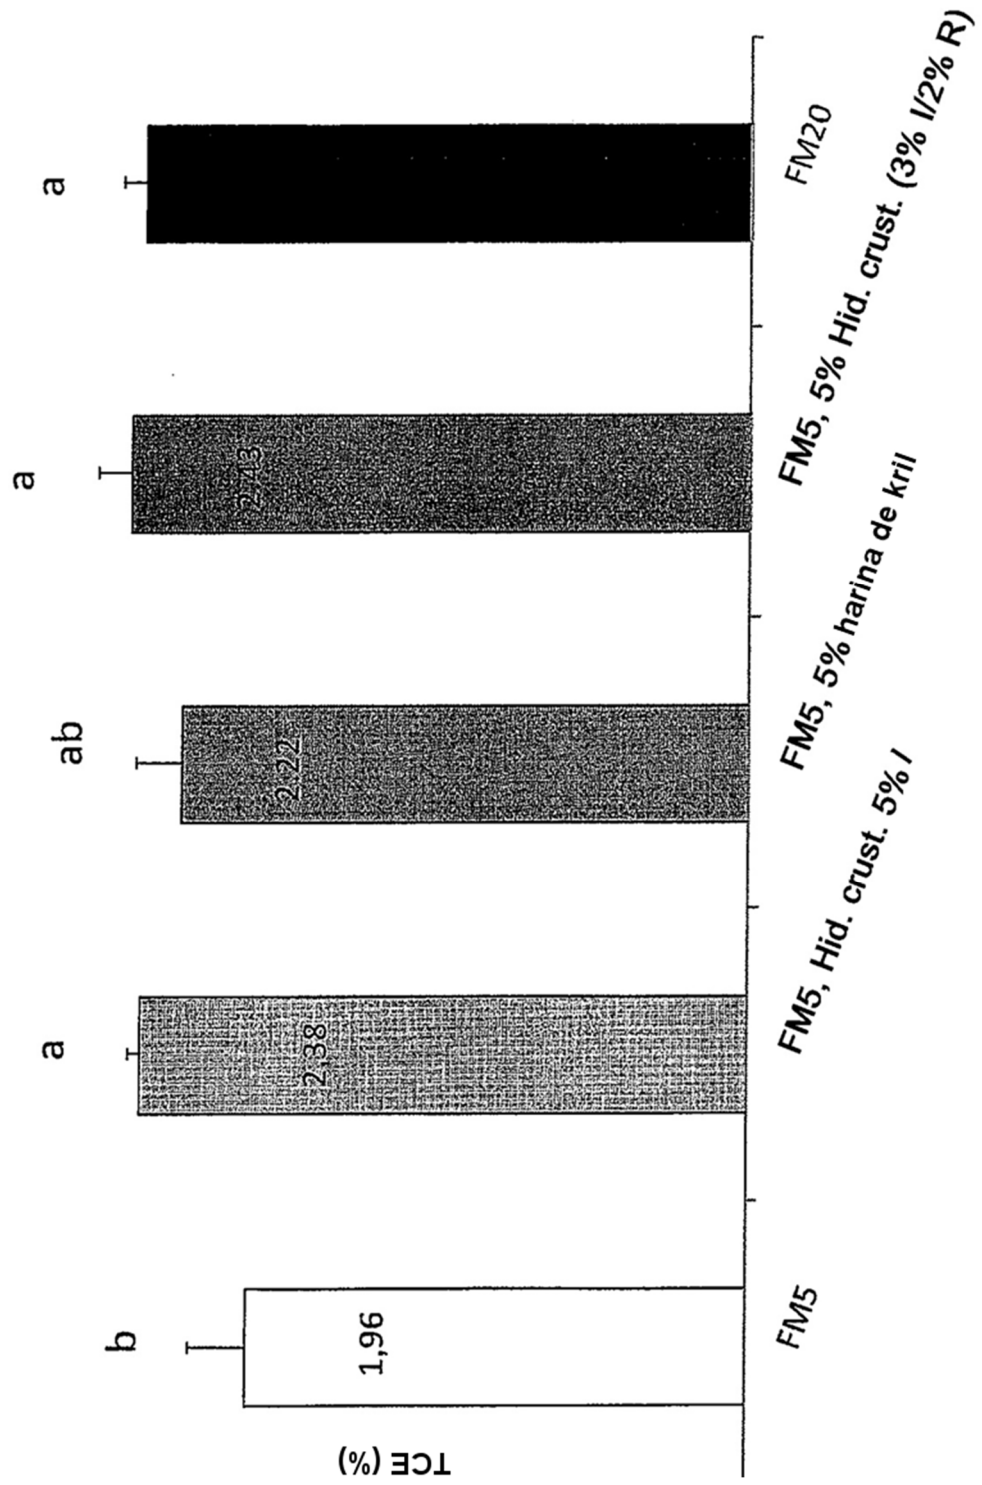 TCE (%)
b
a
ab
a
a
1,96
2,38
2,22
2,43
FM5
FM5, Hid. crust. 5% I
FM5, 5% harina de kril
FM5, 5% Hid. crust. (3% I/2% R)
FM20